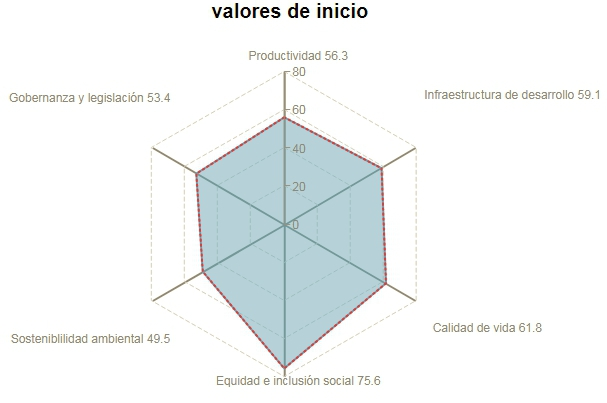 valores de inicio
Productividad 56.3
80
Infraestructura de desarrollo 59.1
Gobernanza y legislación 53.4
60
40
20
0
Calidad de vida 61.8
Sosteniblilidad ambiental 49.5
Equidad e inclusión social 75.6